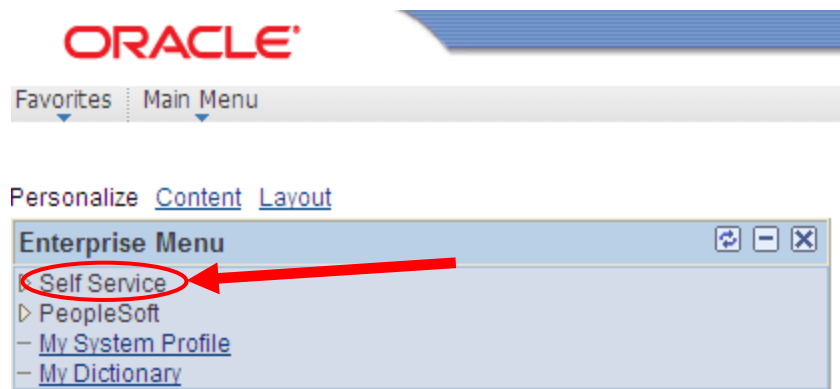 ORACLE
Favorites Main Menu
Personalize Content Layout
Enterprise Menu
Self Service
PeopleSoft
My System Profile
My Dictionary